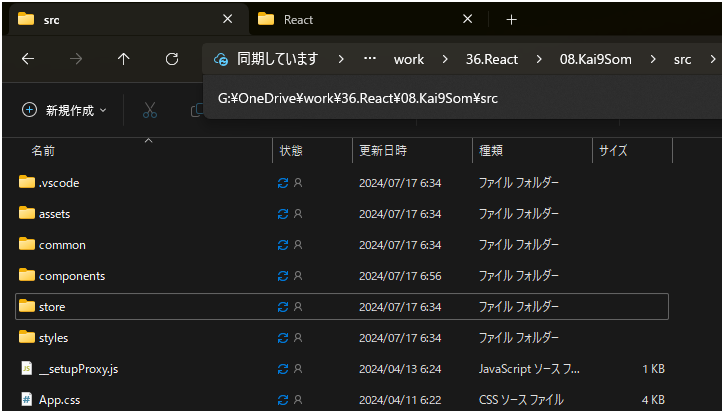 src
React
同期しています > ... work > 36.React > 08.Kai9Som > src >
G:¥OneDrive¥work¥36.React¥08.Kai9Som¥src
新規作成
名前 状態 更新日時 種類 サイズ
.vscode 2024/07/17 6:34 ファイル フォルダー
assets 2024/07/17 6:34 ファイル フォルダー
common 2024/07/17 6:34 ファイル フォルダー
components 2024/07/17 6:56 ファイル フォルダー
store 2024/07/17 6:34 ファイル フォルダー
styles 2024/07/17 6:34 ファイル フォルダー
__setupProxy.js 2024/04/13 6:24 JavaScript ソース フ... 1 KB
App.css 2024/04/11 6:22 CSS ソース ファイル 4 KB